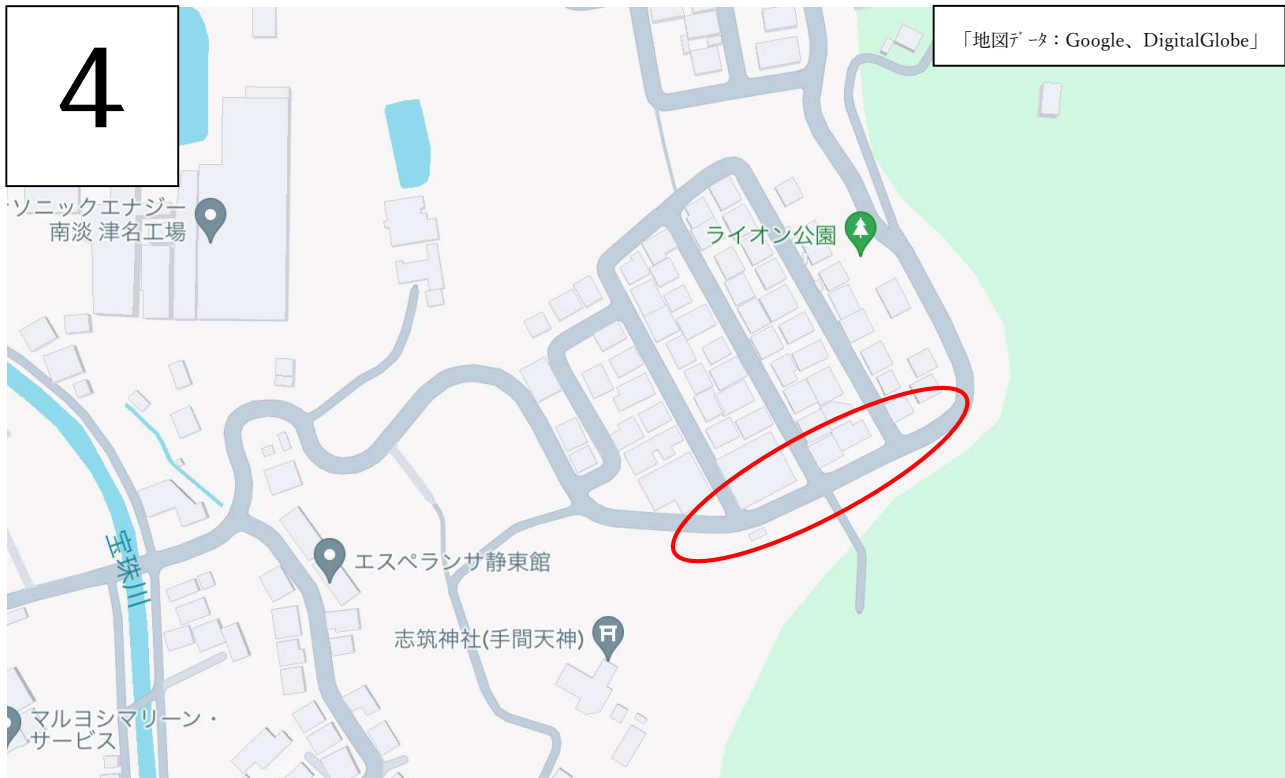 4
「地図ﾃﾞｰﾀ：Google、DigitalGlobe」
ソニックエナジー
南淡 津名工場
ライオン公園
宝珠川
エスペランサ静東館
志筑神社(手間天神)
マルヨシマリーン・
サービス